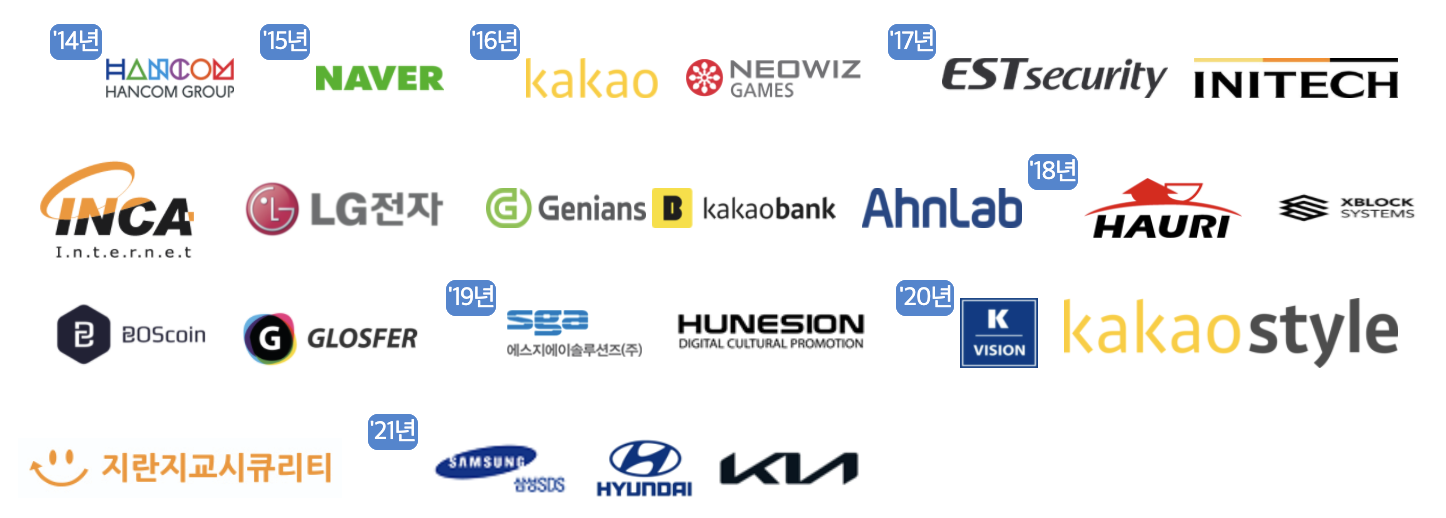 '14년
HANCOM
HANCOM GROUP
'15년
NAVER
'16년
kakao
NEOWIZ
GAMES
'17년
ESTsecurity
INITECH
INCA
I.n.t.e.r.n.e.t
LG전자
G Genians
B kakaobank
AhnLab
'18년
HAURI
XBLOCK
SYSTEMS
BOScoin
G GLOSFER
'19년
sga
에스지에이솔루션즈(주)
HUNESION
DIGITAL CULTURAL PROMOTION
'20년
K
VISION
kakaostyle
지란지교시큐리티
'21년
SAMSUNG
삼성SDS
HYUNDAI
KIA